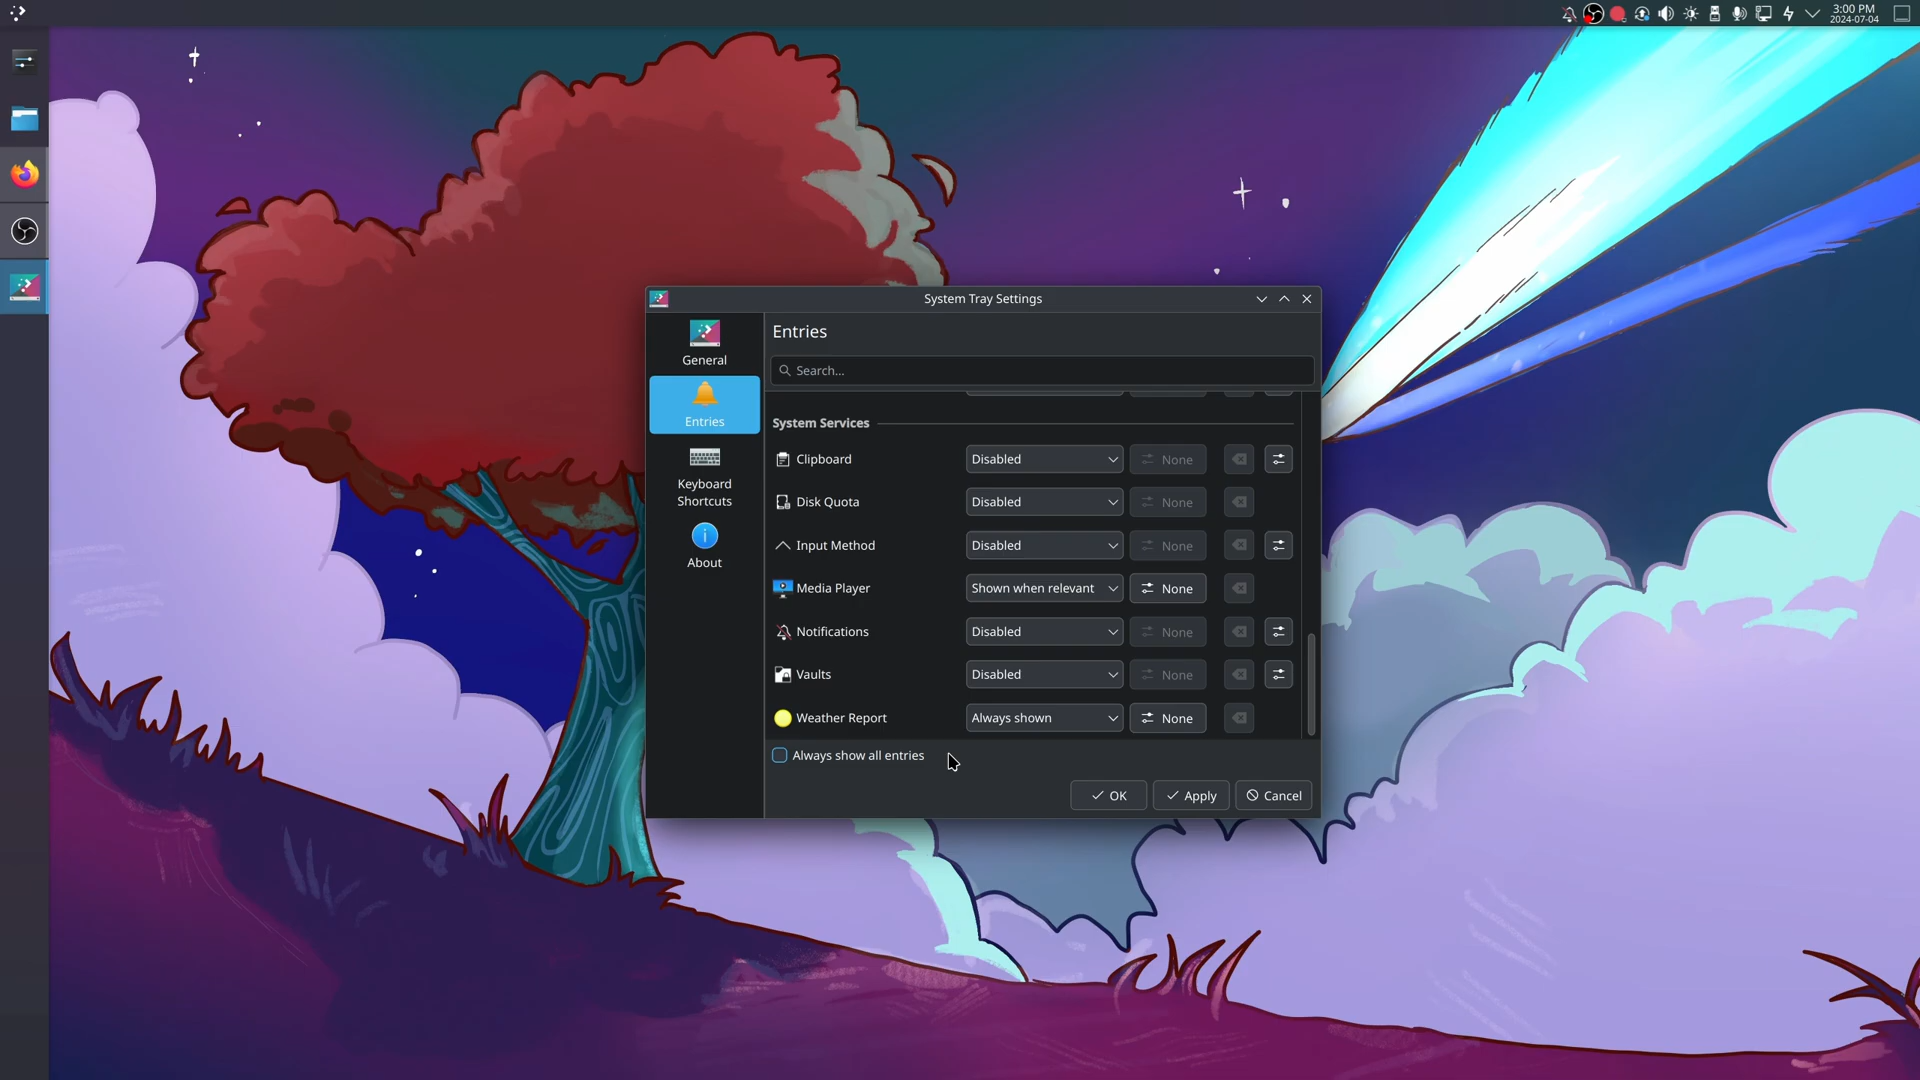 3:00 PM
2024-07-04
System Tray Settings
General
Entries
Keyboard
Shortcuts
About
Entries
Search...
System Services
Clipboard Disabled None
Disk Quota Disabled None
Input Method Disabled None
Media Player Shown when relevant None
Notifications Disabled None
Vaults Disabled None
Weather Report Always shown None
Always show all entries
OK Apply Cancel